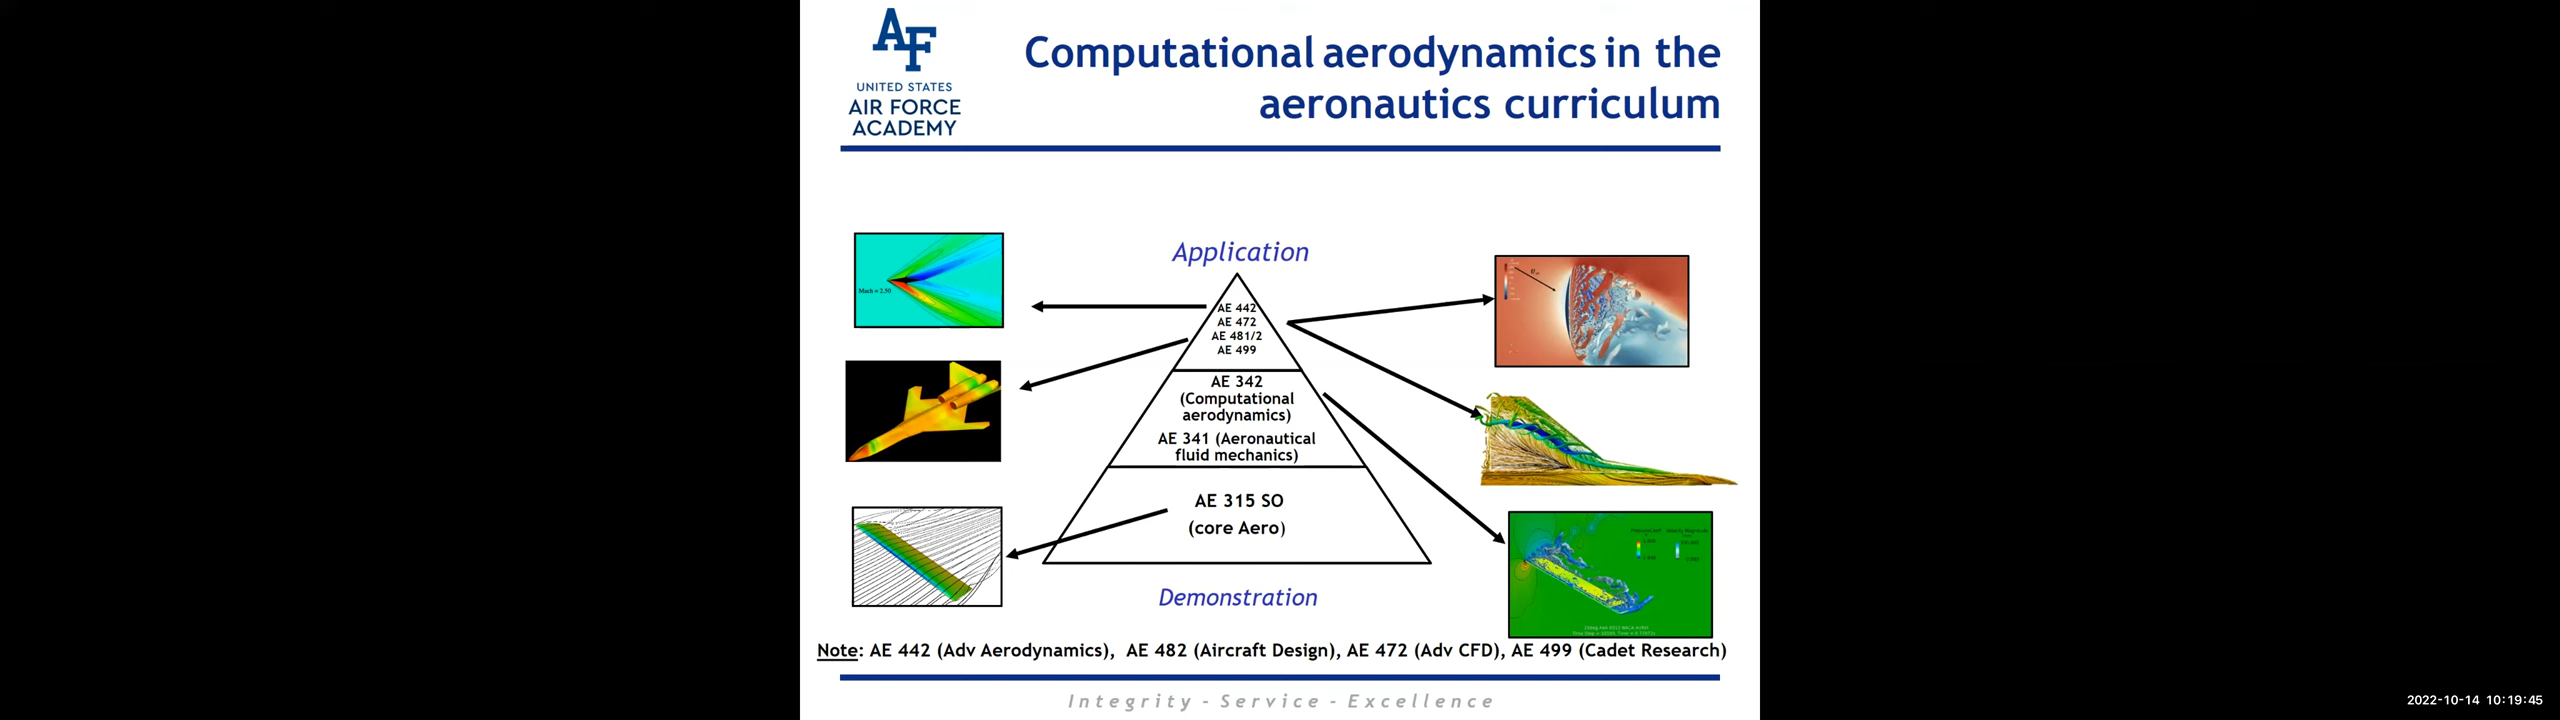 AF
UNITED STATES
AIR FORCE
ACADEMY
Computational aerodynamics in the
aeronautics curriculum
Application
Mach = 2.50
AE 442
AE 472
AE 481/2
AE 499
AE 342
(Computational
aerodynamics)
AE 341 (Aeronautical
fluid mechanics)
AE 315 SO
(core Aero)
Demonstration
Note: AE 442 (Adv Aerodynamics), AE 482 (Aircraft Design), AE 472 (Adv CFD), AE 499 (Cadet Research)
Integrity - Service - Excellence
2022-10-14 10:19:45